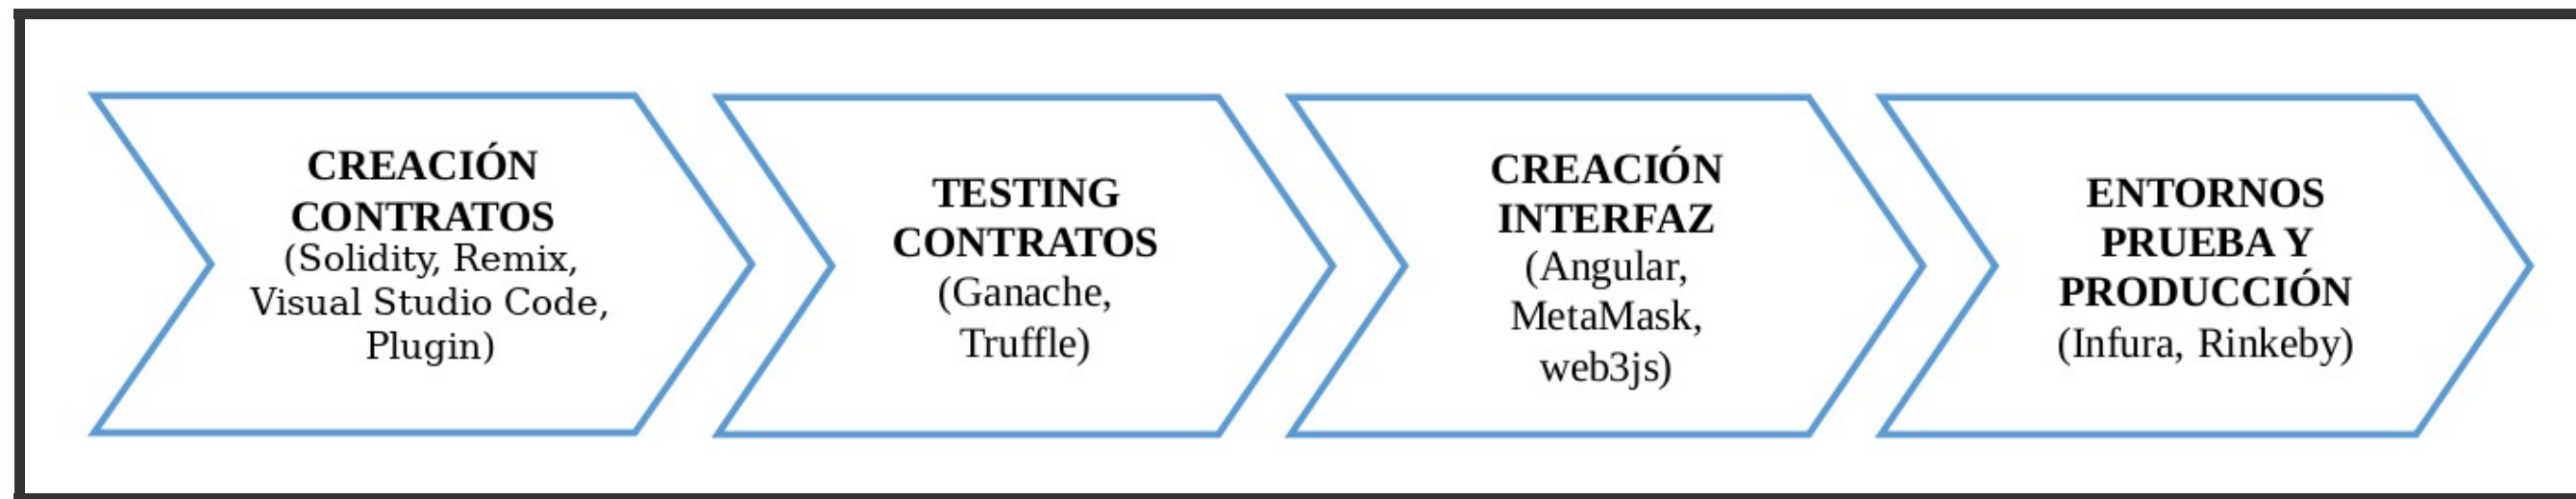 CREACIÓN
CONTRATOS
(Solidity, Remix,
Visual Studio Code,
Plugin)
TESTING
CONTRATOS
(Ganache,
Truffle)
CREACIÓN
INTERFAZ
(Angular,
MetaMask,
web3js)
ENTORNOS
PRUEBA Y
PRODUCCIÓN
(Infura, Rinkeby)